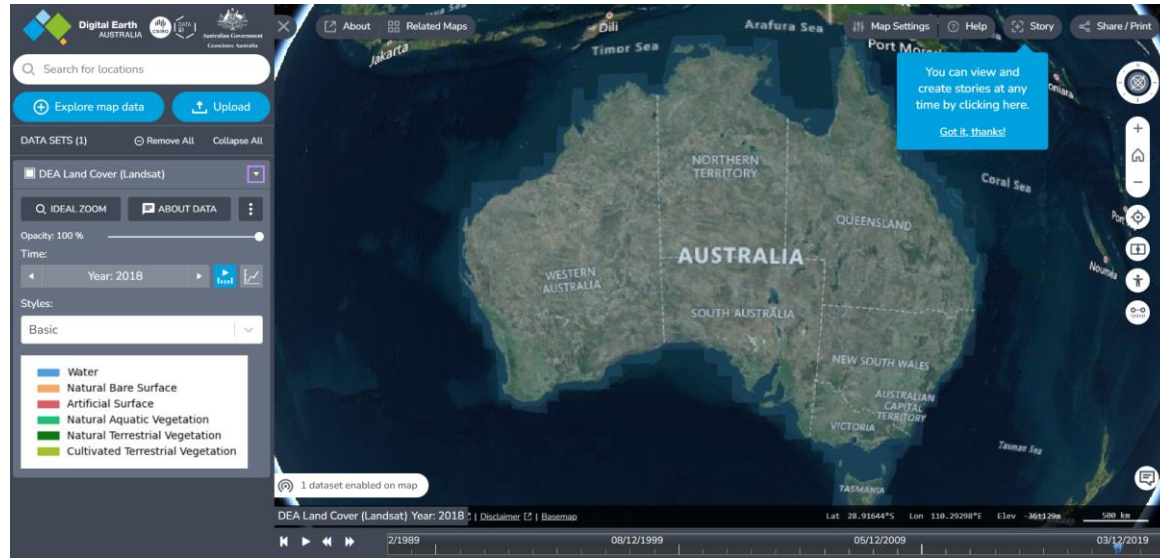 Digital Earth
AUSTRALIA
CSIRO
Australian Government
Geoscience Australia
Search for locations
Explore map data
Upload
DATA SETS (1)
Remove All
Collapse All
DEA Land Cover (Landsat)
IDEAL ZOOM
ABOUT DATA
Opacity: 100 %
Time:
Year: 2018
Styles:
Basic
Water
Natural Bare Surface
Artificial Surface
Natural Aquatic Vegetation
Natural Terrestrial Vegetation
Cultivated Terrestrial Vegetation
About
Related Maps
Map Settings
Help
Story
Share / Print
You can view and
create stories at any
time by clicking here.
Got it, thanks!
Jakarta
Dili
Timor Sea
Arafura Sea
Coral Sea
NORTHERN
TERRITORY
QUEENSLAND
AUSTRALIA
WESTERN
AUSTRALIA
SOUTH AUSTRALIA
NEW SOUTH WALES
AUSTRALIAN
CAPITAL
TERRITORY
VICTORIA
Tasman Sea
TASMANIA
1 dataset enabled on map
DEA Land Cover (Landsat) Year: 2018
| Disclaimer | Basemap
Lat 28.91644°S Lon 110.29298°E Elev -36±129m
500 km
2/1989
08/12/1999
05/12/2009
03/12/2019